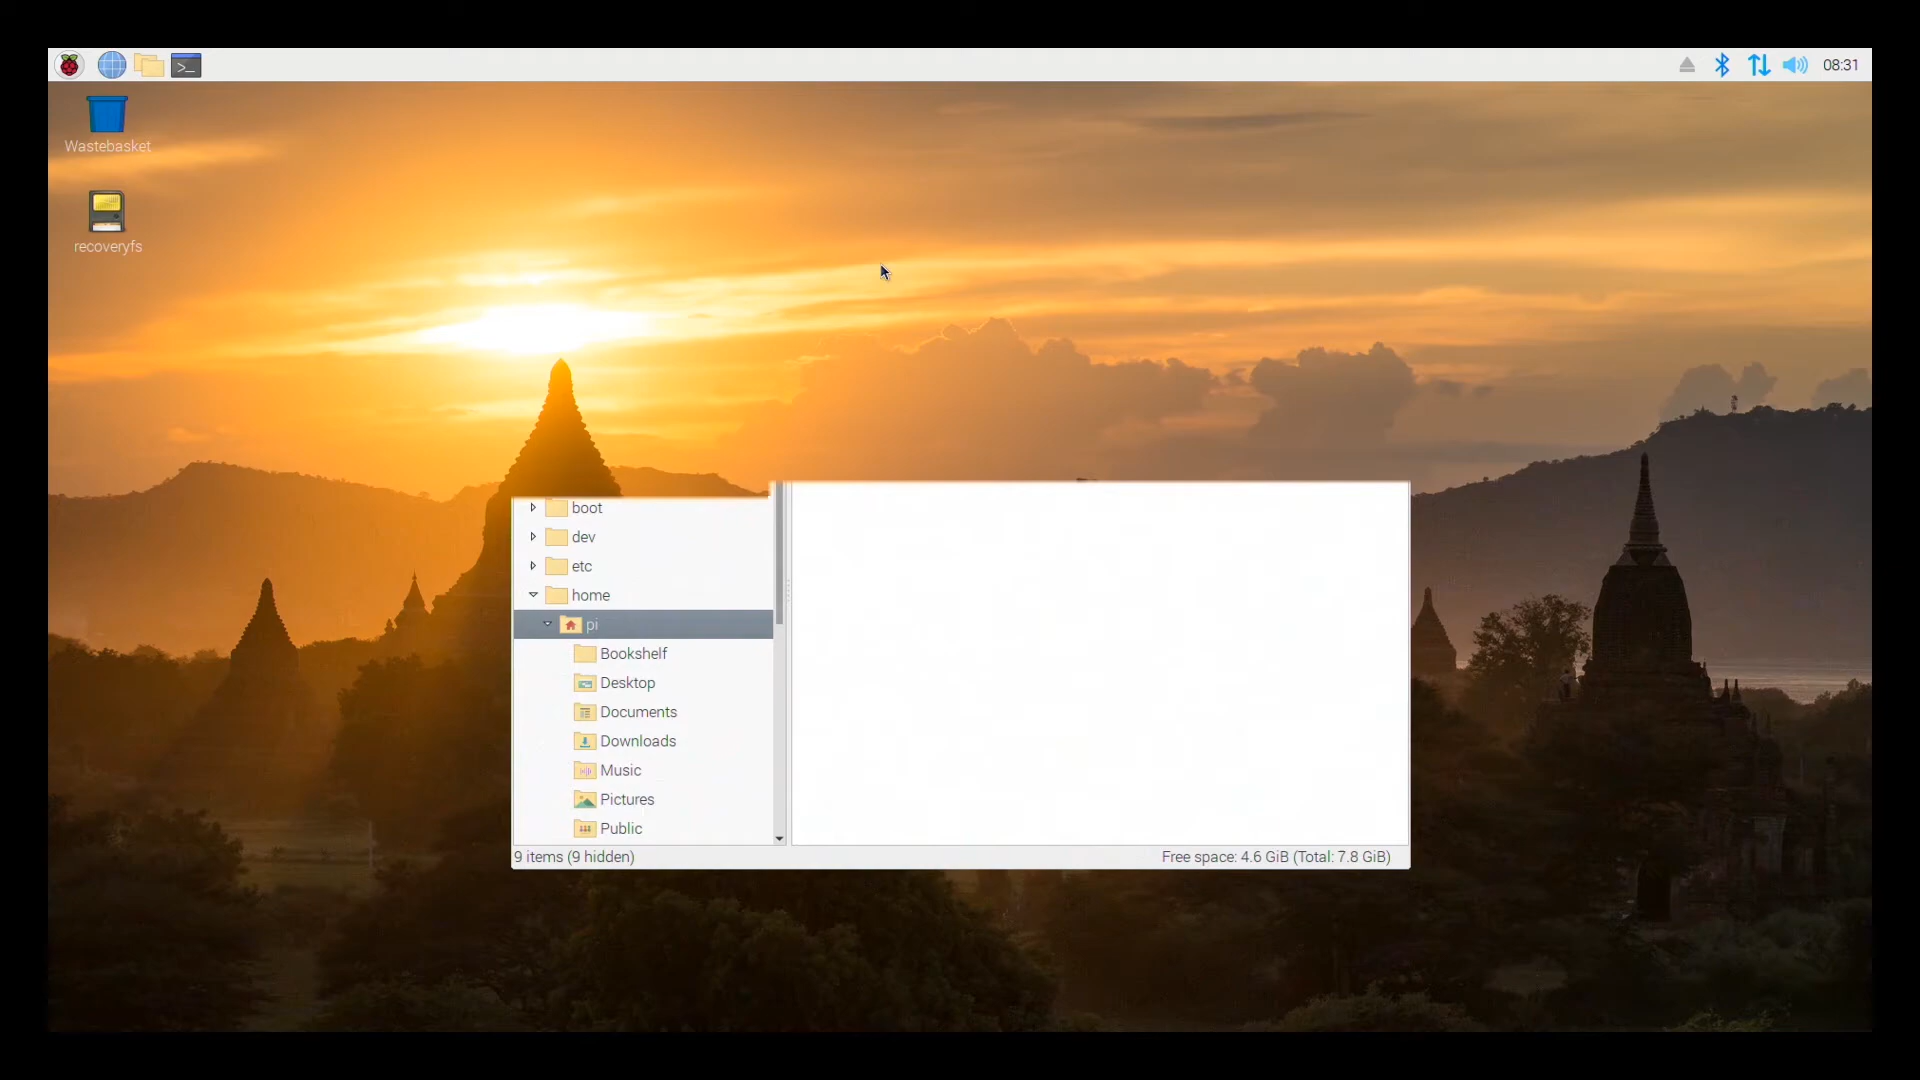 >_
08:31
Wastebasket
recoveryfs
boot
dev
etc
home
pi
Bookshelf
Desktop
Documents
Downloads
Music
Pictures
Public
9 items (9 hidden)
Free space: 4.6 GiB (Total: 7.8 GiB)